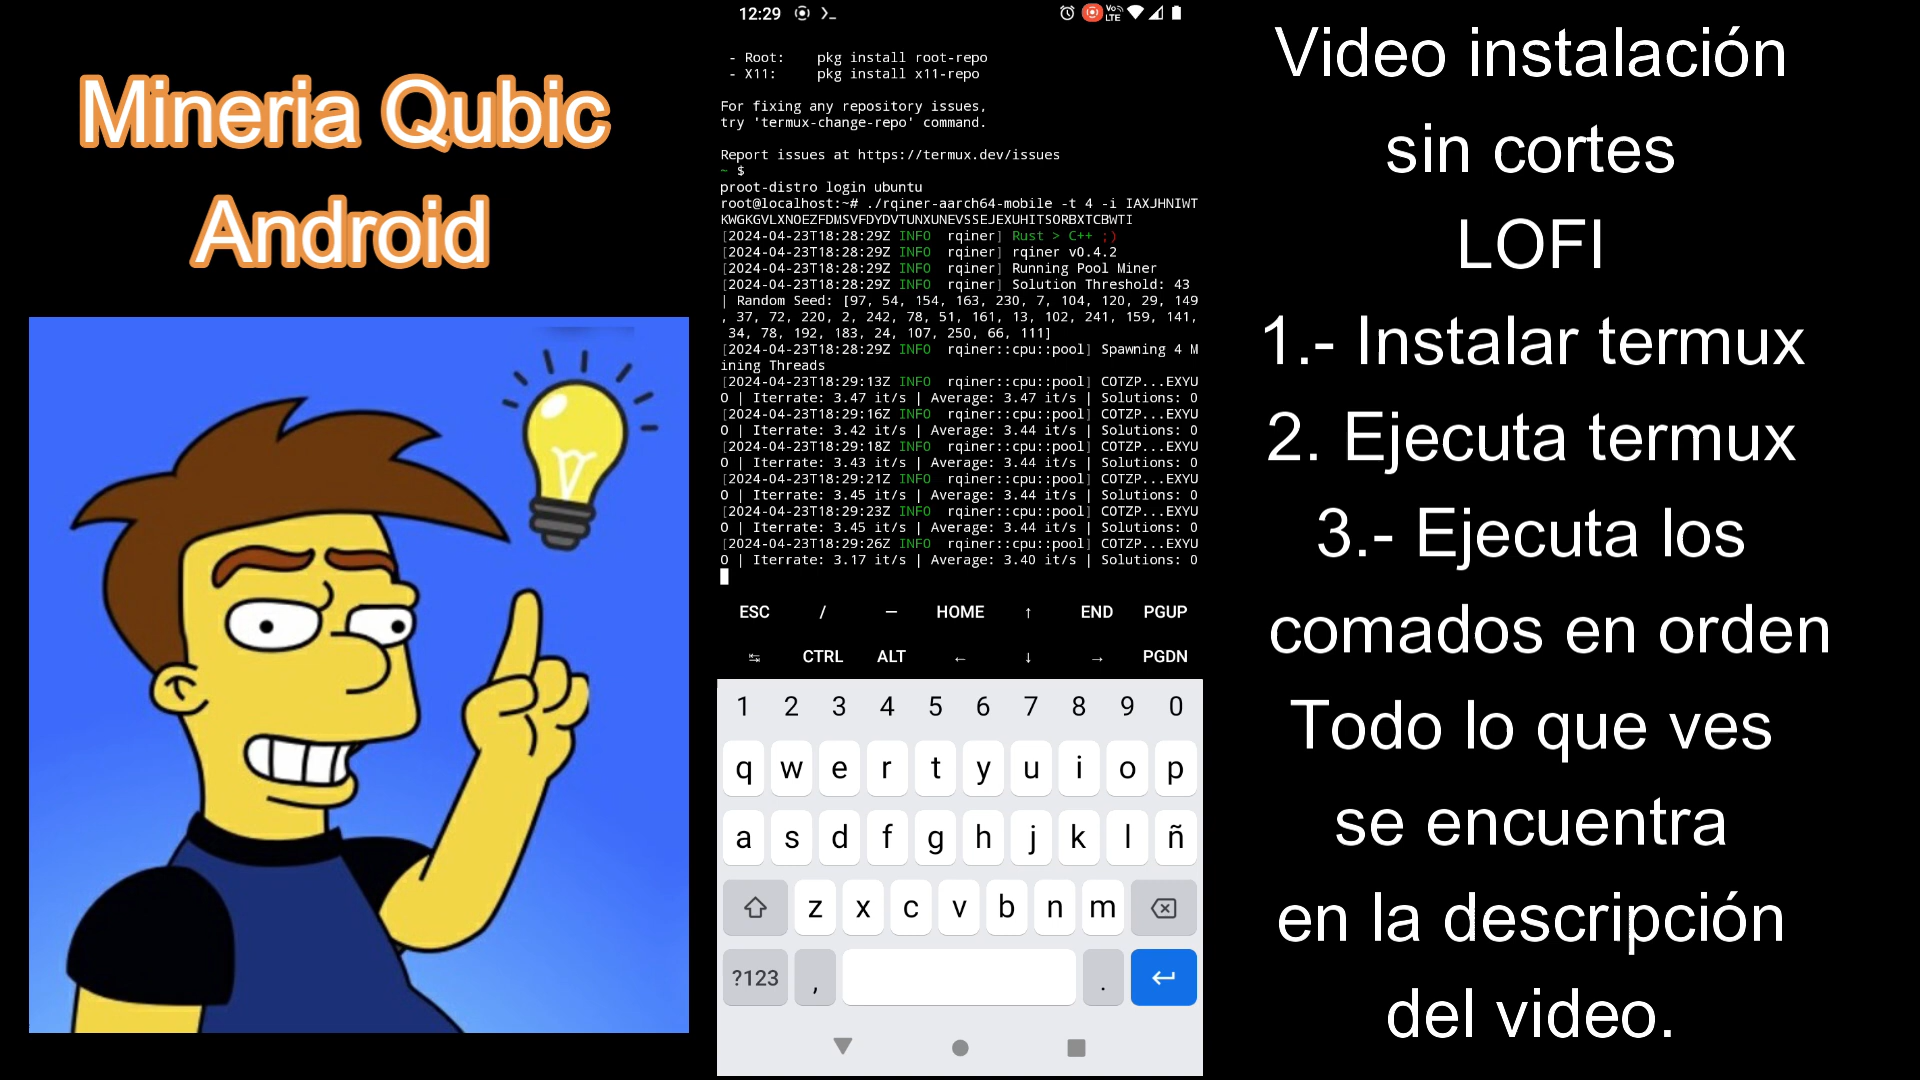 Mineria Qubic
Android
12:29
Vo
LTE
- Root:    pkg install root-repo
- X11:     pkg install x11-repo
For fixing any repository issues,
try 'termux-change-repo' command.
Report issues at https://termux.dev/issues
~ $
proot-distro login ubuntu
root@localhost:~# ./rqiner-aarch64-mobile -t 4 -i IAXJHNIWT
KWGKGVLXNOEZFDMSVFDYDVTUNXUNEVSSEJEXUHITSORBXTCBWTI
[2024-04-23T18:28:29Z INFO  rqiner] Rust > C++ ;)
[2024-04-23T18:28:29Z INFO  rqiner] rqiner v0.4.2
[2024-04-23T18:28:29Z INFO  rqiner] Running Pool Miner
[2024-04-23T18:28:29Z INFO  rqiner] Solution Threshold: 43
| Random Seed: [97, 54, 154, 163, 230, 7, 104, 120, 29, 149
, 37, 72, 220, 2, 242, 78, 51, 161, 13, 102, 241, 159, 141,
34, 78, 192, 183, 24, 107, 250, 66, 111]
[2024-04-23T18:28:29Z INFO  rqiner::cpu::pool] Spawning 4 M
ining Threads
[2024-04-23T18:29:13Z INFO  rqiner::cpu::pool] COTZP...EXYU
O | Iterrate: 3.47 it/s | Average: 3.47 it/s | Solutions: 0
[2024-04-23T18:29:16Z INFO  rqiner::cpu::pool] COTZP...EXYU
O | Iterrate: 3.42 it/s | Average: 3.44 it/s | Solutions: 0
[2024-04-23T18:29:18Z INFO  rqiner::cpu::pool] COTZP...EXYU
O | Iterrate: 3.43 it/s | Average: 3.44 it/s | Solutions: 0
[2024-04-23T18:29:21Z INFO  rqiner::cpu::pool] COTZP...EXYU
O | Iterrate: 3.45 it/s | Average: 3.44 it/s | Solutions: 0
[2024-04-23T18:29:23Z INFO  rqiner::cpu::pool] COTZP...EXYU
O | Iterrate: 3.45 it/s | Average: 3.44 it/s | Solutions: 0
[2024-04-23T18:29:26Z INFO  rqiner::cpu::pool] COTZP...EXYU
O | Iterrate: 3.17 it/s | Average: 3.40 it/s | Solutions: 0
ESC / — HOME ↑ END PGUP
↹ CTRL ALT ← ↓ → PGDN
1 2 3 4 5 6 7 8 9 0
q w e r t y u i o p
a s d f g h j k l ñ
z x c v b n m
?123 , .
Video instalación
sin cortes
LOFI
1.- Instalar termux
2. Ejecuta termux
3.- Ejecuta los
comados en orden
Todo lo que ves
se encuentra
en la descripción
del video.